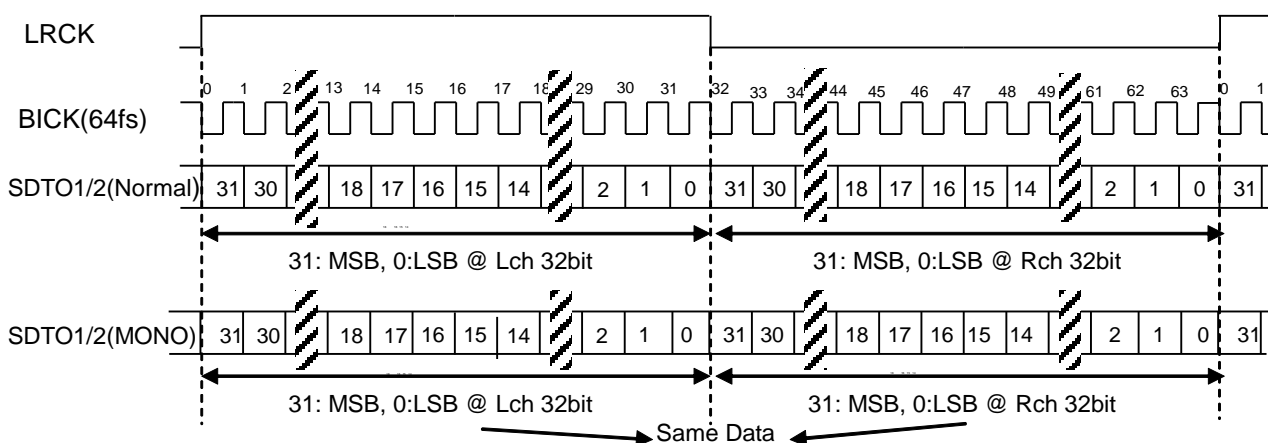 LRCK
0 1 2 13 14 15 16 17 18 29 30 31 32 33 34 44 45 46 47 48 49 61 62 63 0 1
BICK(64fs)
SDTO1/2(Normal) 31 30 18 17 16 15 14 2 1 0 31 30 18 17 16 15 14 2 1 0 31
31: MSB, 0:LSB @ Lch 32bit 31: MSB, 0:LSB @ Rch 32bit
SDTO1/2(MONO) 31 30 18 17 16 15 14 2 1 0 31 30 18 17 16 15 14 2 1 0 31
31: MSB, 0:LSB @ Lch 32bit 31: MSB, 0:LSB @ Rch 32bit
Same Data